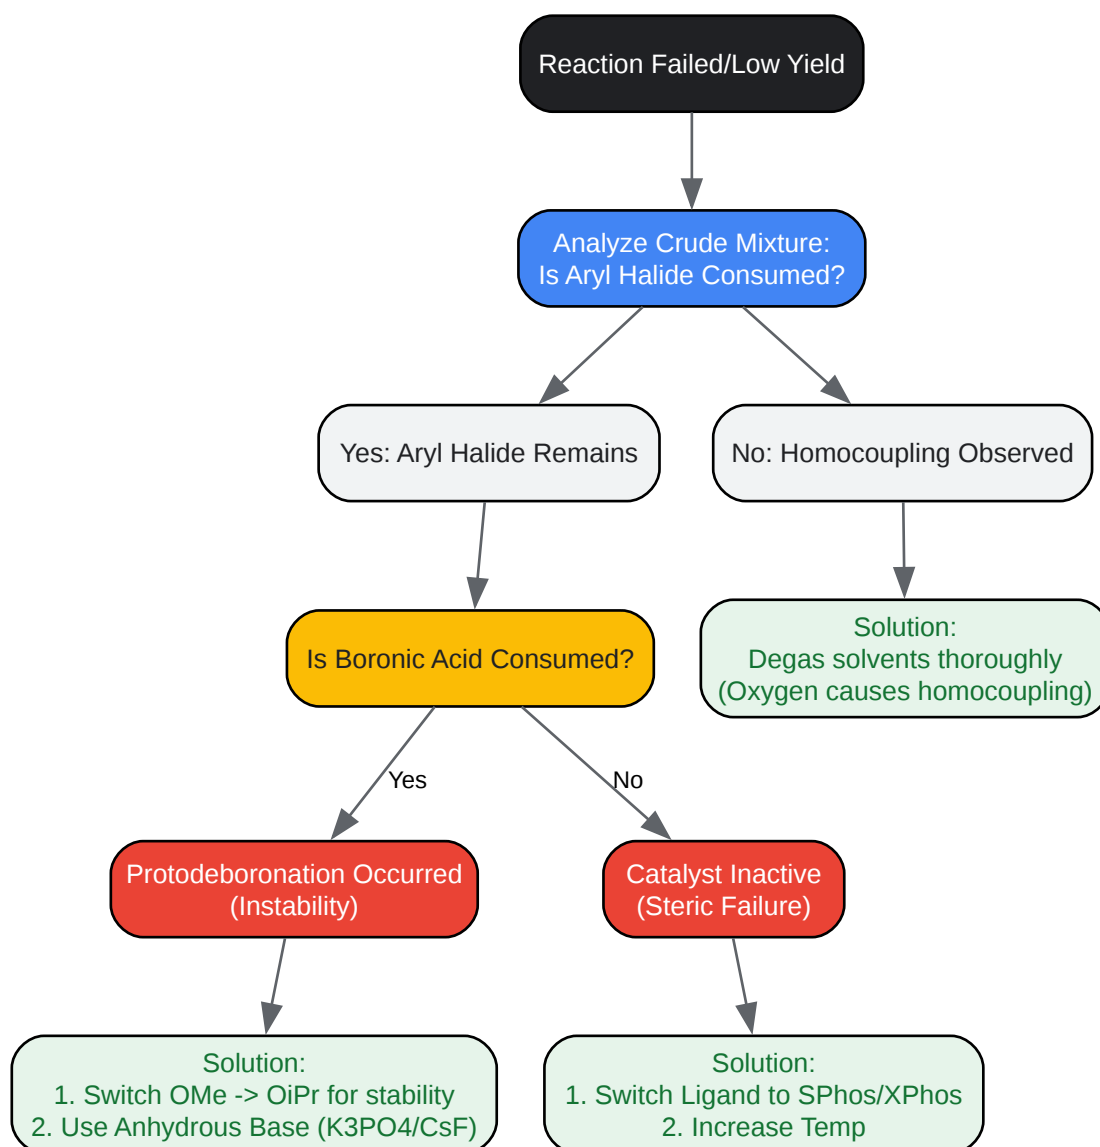 Reaction Failed/Low Yield
Analyze Crude Mixture:
Is Aryl Halide Consumed?
Yes: Aryl Halide Remains
No: Homocoupling Observed
Is Boronic Acid Consumed?
Solution:
Degas solvents thoroughly
(Oxygen causes homocoupling)
Yes
No
Protodeboronation Occurred
(Instability)
Catalyst Inactive
(Steric Failure)
Solution:
1. Switch OMe -> OiPr for stability
2. Use Anhydrous Base (K3PO4/CsF)
Solution:
1. Switch Ligand to SPhos/XPhos
2. Increase Temp